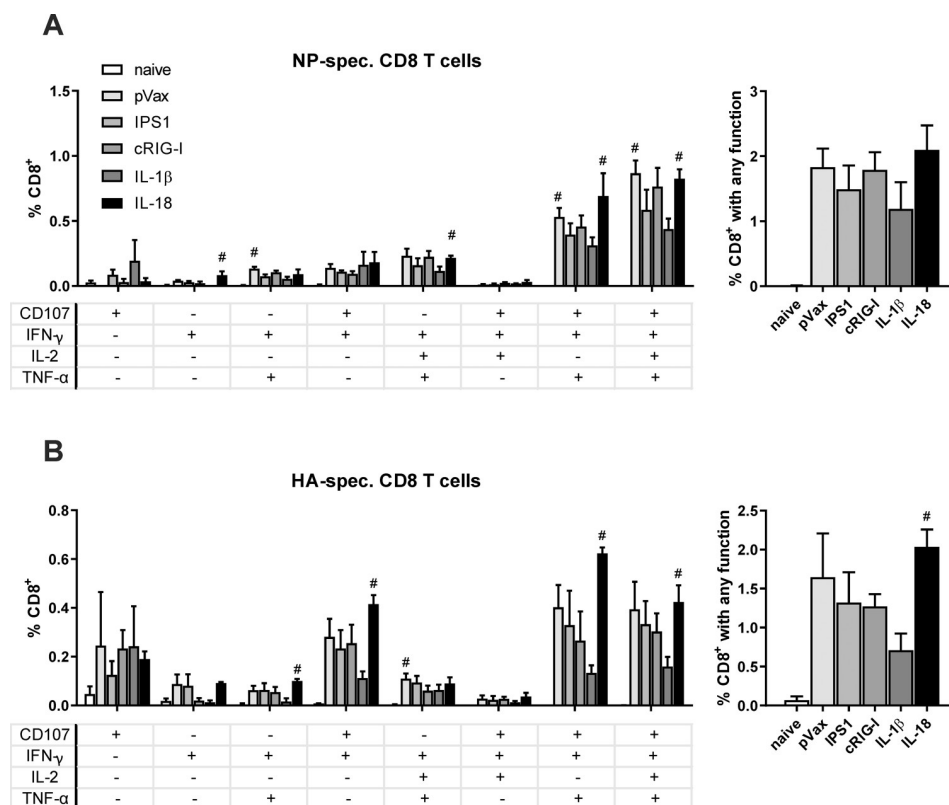 A
NP-spec. CD8 T cells
naive
pVax
IPS1
cRIG-I
IL-1β
IL-18
% CD8+
1.5
1.0
0.5
0.0
# # # # # # #
CD107 + - - + - + + +
IFN-γ - + + + + + + +
IL-2 - - - - + + - +
TNF-α - - + - + - + +
% CD8+ with any function
3
2
1
0
naive pVax IPS1 cRIG-I IL-1β IL-18
B
HA-spec. CD8 T cells
% CD8+
0.8
0.6
0.4
0.2
0.0
# # # # #
CD107 + - - + - + + +
IFN-γ - + + + + + + +
IL-2 - - - - + + - +
TNF-α - - + - + - + +
% CD8+ with any function
2.5
2.0
1.5
1.0
0.5
0.0
#
naive pVax IPS1 cRIG-I IL-1β IL-18